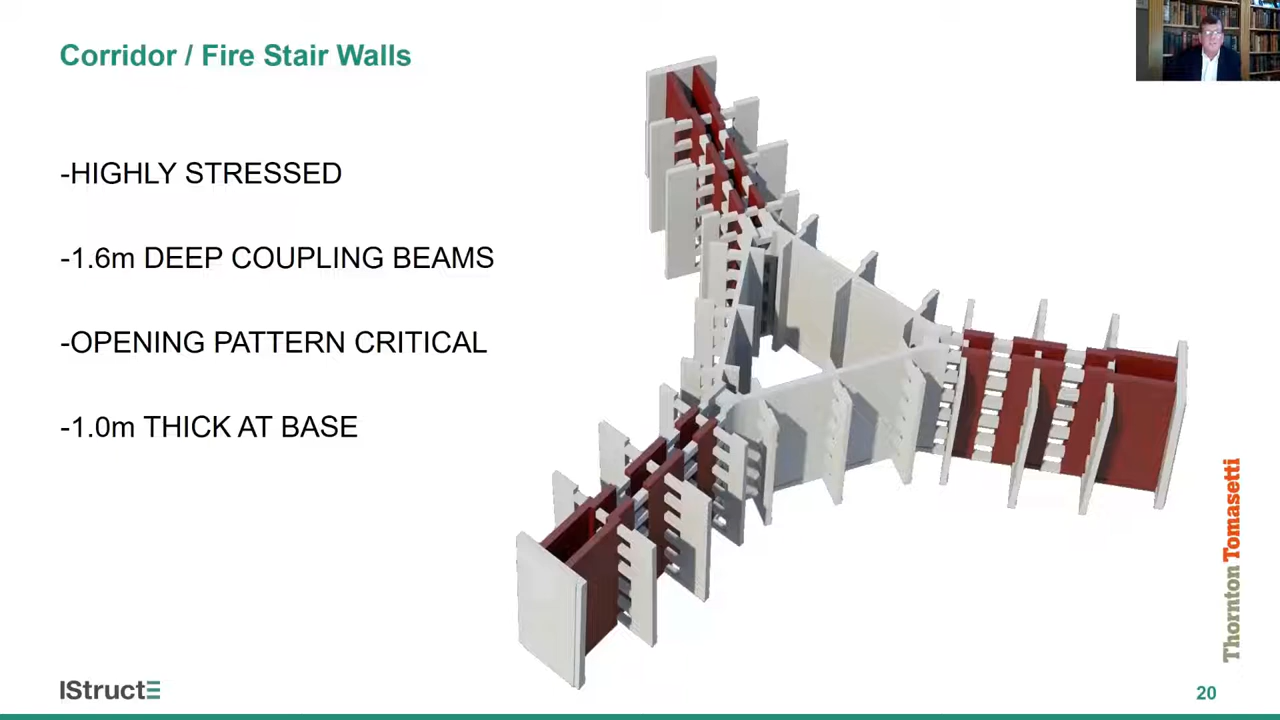 Corridor / Fire Stair Walls
-HIGHLY STRESSED
-1.6m DEEP COUPLING BEAMS
-OPENING PATTERN CRITICAL
-1.0m THICK AT BASE
Thornton Tomasetti
IStructE
20